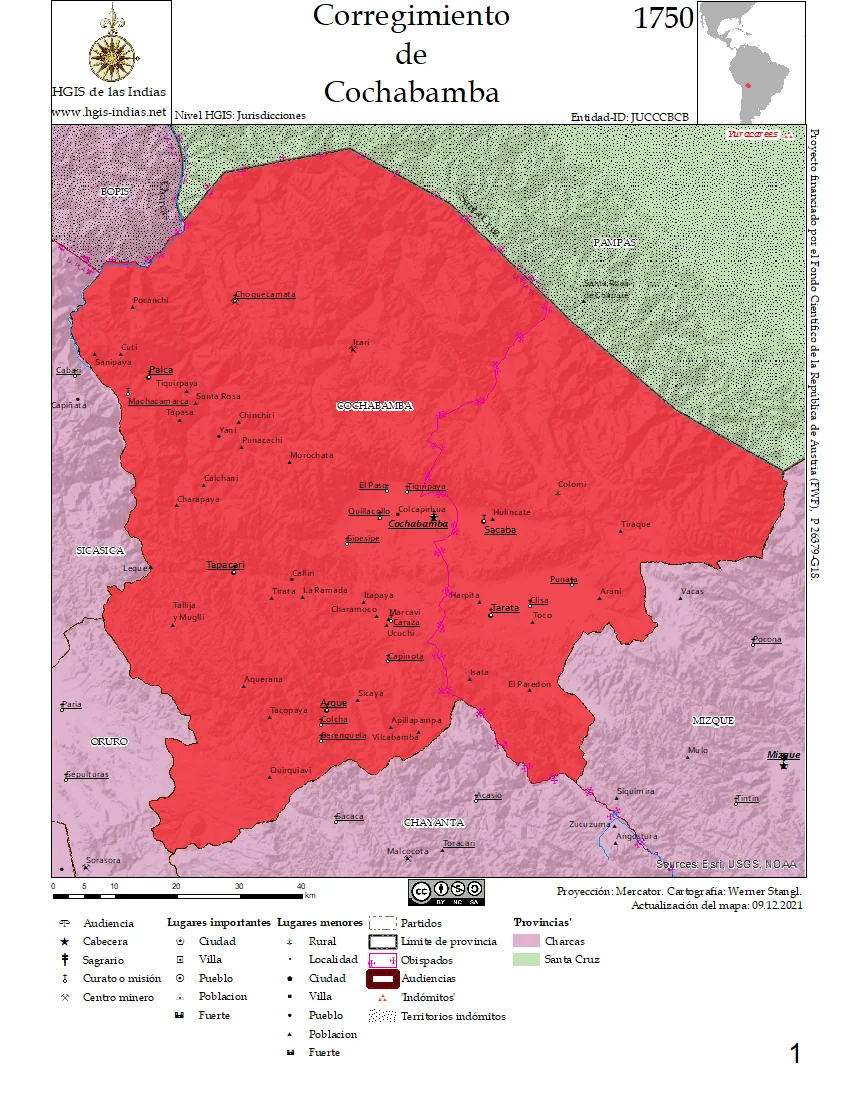 Corregimiento
de
Cochabamba
1750
HGIS de las Indias
www.hgis-indias.net
Nivel HGIS: Jurisdicciones
Entidad-ID: JUCCCBCB
Proyecto financiado por el Fondo Científico de la República de Austria (FWF), P 26379-G18.
Yuracarees
BOPIS
PAMPAS
Pocanchi
Choquecamata
Icari
Cuti
Sanipaya
Palca
Cabari
Tiquirpaya
Machacamarca
Santa Rosa
Capiñata
COCHABAMBA
Tapasa
Chinchiri
Yani
Punacachi
Morochata
Calchani
Charapaya
El Paso
Tiquipaya
Colomi
Quillacollo
Colcapirhua
Hulincate
Cochabamba
Sacaba
Tiraque
Sipesipe
SICASICA
Leque
Tapacari
Calliri
Punata
Tirata
La Ramada
Itapaya
Harpita
Clisa
Arani
Vacas
Tallija
y Muglli
Charamoco
Marcavi
Caraza
Ucuchi
Tarata
Toco
Pocona
Capinota
Isata
El Paredon
Aquerana
Sicaya
Paria
Arque
Tacopaya
Colcha
Apillapampa
Berenguela
Vilcabamba
MIZQUE
ORURO
Mulo
Mizque
Sepulturas
Quirquiavi
Siquimira
Acasio
Tintin
Sacaca
CHAYANTA
Zucuzuma
Angostura
Malcocota
Toracari
Sorasora
Sources: Esri, USGS, NOAA
0 5 10 20 30 40
km
CC BY NC SA
Proyección: Mercator. Cartografía: Werner Stangl.
Actualización del mapa: 09.12.2021
Audiencia
Cabecera
Sagrario
Curato o misión
Centro minero
Lugares importantes
Ciudad
Villa
Pueblo
Poblacion
Fuerte
Lugares menores
Rural
Localidad
Ciudad
Villa
Pueblo
Poblacion
Fuerte
Partidos
Límite de provincia
Obispados
Audiencias
'Indómitos'
Territorios indómitos
'Provincias'
Charcas
Santa Cruz
1